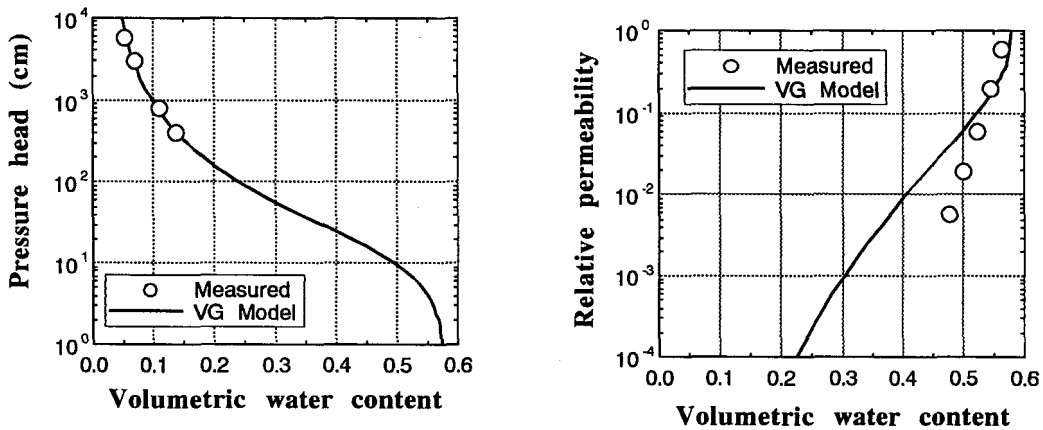 Pressure head (cm)
10^4
10^3
10^2
10^1
10^0
Measured
VG Model
0.0 0.1 0.2 0.3 0.4 0.5 0.6
Volumetric water content
Relative permeability
10^0
10^-1
10^-2
10^-3
10^-4
Measured
VG Model
0.0 0.1 0.2 0.3 0.4 0.5 0.6
Volumetric water content